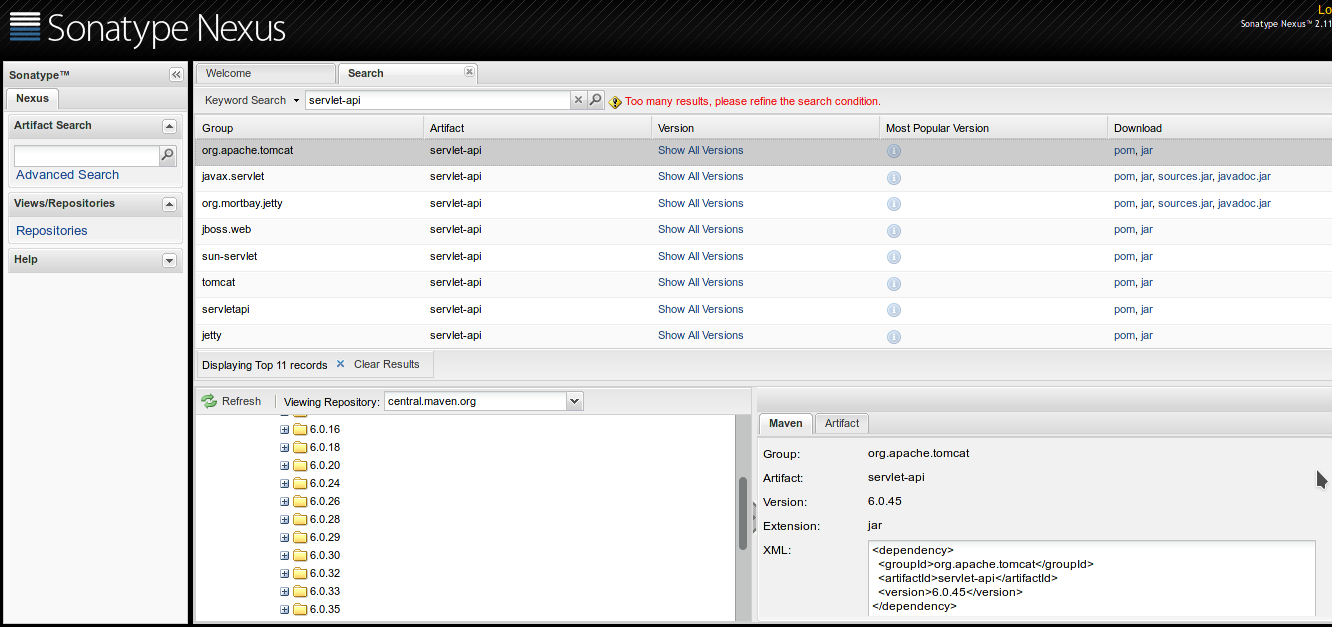 Sonatype Nexus
Lo
Sonatype Nexus™ 2.11
Sonatype™
Nexus
Artifact Search
Advanced Search
Views/Repositories
Repositories
Help
Welcome Search
Keyword Search servlet-api Too many results, please refine the search condition.
Group Artifact Version Most Popular Version Download
org.apache.tomcat servlet-api Show All Versions pom, jar
javax.servlet servlet-api Show All Versions pom, jar, sources.jar, javadoc.jar
org.mortbay.jetty servlet-api Show All Versions pom, jar, sources.jar, javadoc.jar
jboss.web servlet-api Show All Versions pom, jar
sun-servlet servlet-api Show All Versions pom, jar
tomcat servlet-api Show All Versions pom, jar
servletapi servlet-api Show All Versions pom, jar
jetty servlet-api Show All Versions pom, jar
Displaying Top 11 records Clear Results
Refresh Viewing Repository: central.maven.org
6.0.16
6.0.18
6.0.20
6.0.24
6.0.26
6.0.28
6.0.29
6.0.30
6.0.32
6.0.33
6.0.35
Maven Artifact
Group: org.apache.tomcat
Artifact: servlet-api
Version: 6.0.45
Extension: jar
XML: <dependency>
<groupId>org.apache.tomcat</groupId>
<artifactId>servlet-api</artifactId>
<version>6.0.45</version>
</dependency>